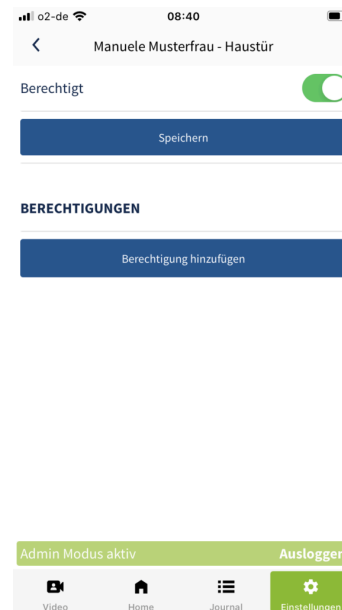 o2-de 08:40
Manuele Musterfrau - Haustür
Berechtigt
Speichern
BERECHTIGUNGEN
Berechtigung hinzufügen
Admin Modus aktiv Ausloggen
Video Home Journal Einstellungen